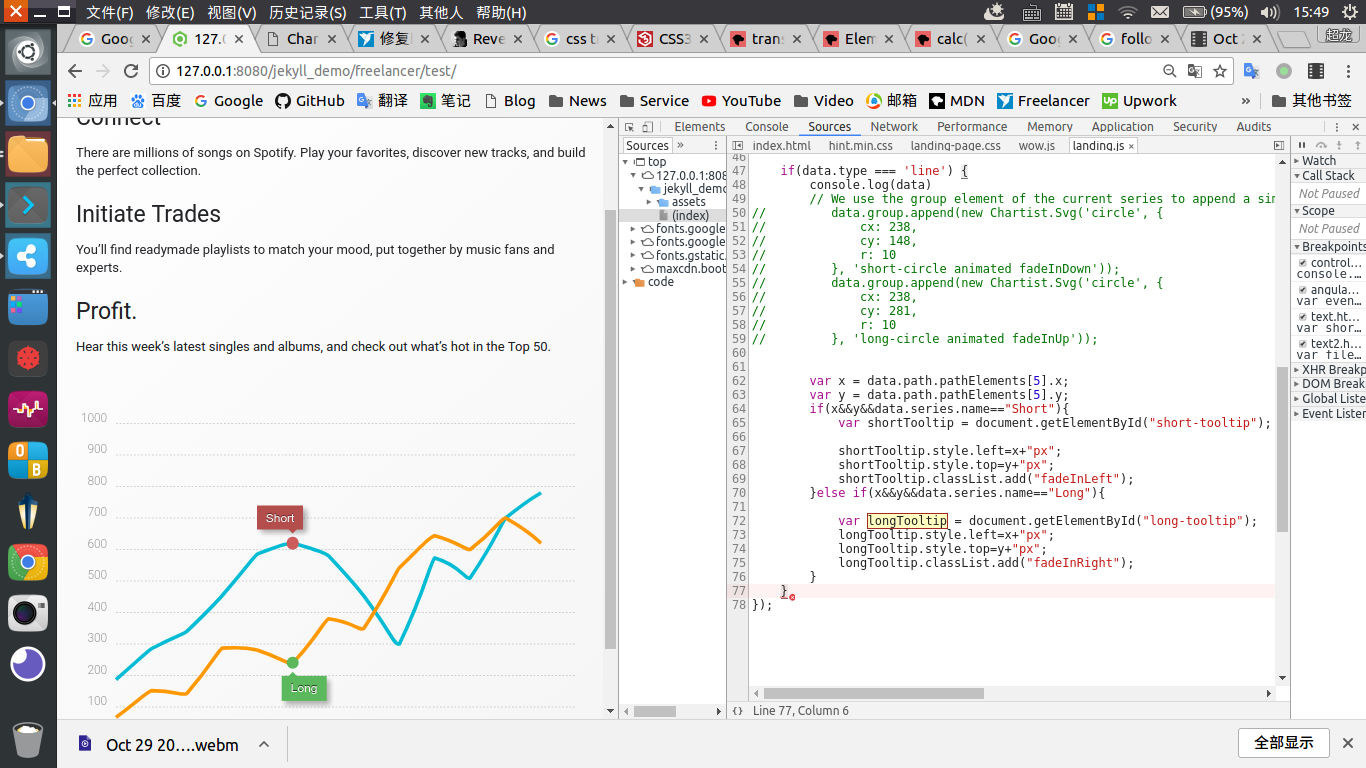 文件(F) 修改(E) 视图(V) 历史记录(S) 工具(T) 其他人 帮助(H)
(95%) 15:49
Goo 127.0 Char 修复 Reve css t CSS3 trans Elem calc( Goo follo Oct 2 超龙
127.0.0.1:8080/jekyll_demo/freelancer/test/
应用 百度 Google GitHub 翻译 笔记 Blog News Service YouTube Video 邮箱 MDN Freelancer Upwork » 其他书签
Connect
There are millions of songs on Spotify. Play your favorites, discover new tracks, and build
the perfect collection.
Initiate Trades
You’ll find readymade playlists to match your mood, put together by music fans and
experts.
Profit.
Hear this week’s latest singles and albums, and check out what’s hot in the Top 50.
1000
900
800
700
600
500
400
300
200
100
Short
Long
Elements Console Sources Network Performance Memory Application Security Audits
Sources »
top
127.0.0.1:808
jekyll_demo
assets
(index)
fonts.google
fonts.google
fonts.gstatic.
maxcdn.boot
code
index.html hint.min.css landing-page.css wow.js landing.js ×
46
47 if(data.type === 'line') {
48 console.log(data)
49 // We use the group element of the current series to append a sim
50 // data.group.append(new Chartist.Svg('circle', {
51 // cx: 238,
52 // cy: 148,
53 // r: 10
54 // }, 'short-circle animated fadeInDown'));
55 // data.group.append(new Chartist.Svg('circle', {
56 // cx: 238,
57 // cy: 281,
58 // r: 10
59 // }, 'long-circle animated fadeInUp'));
60
61
62 var x = data.path.pathElements[5].x;
63 var y = data.path.pathElements[5].y;
64 if(x&&y&&data.series.name=="Short"){
65 var shortTooltip = document.getElementById("short-tooltip");
66
67 shortTooltip.style.left=x+"px";
68 shortTooltip.style.top=y+"px";
69 shortTooltip.classList.add("fadeInLeft");
70 }else if(x&&y&&data.series.name=="Long"){
71
72 var longTooltip = document.getElementById("long-tooltip");
73 longTooltip.style.left=x+"px";
74 longTooltip.style.top=y+"px";
75 longTooltip.classList.add("fadeInRight");
76 }
77 }
78 });
{} Line 77, Column 6
Watch
Call Stack
Not Paused
Scope
Not Paused
Breakpoints
control…
console.…
angula…
var even…
text.ht…
var shor…
text2.h…
var file…
XHR Breakp
DOM Break
Global Liste
Event Listen
Oct 29 20….webm
全部显示